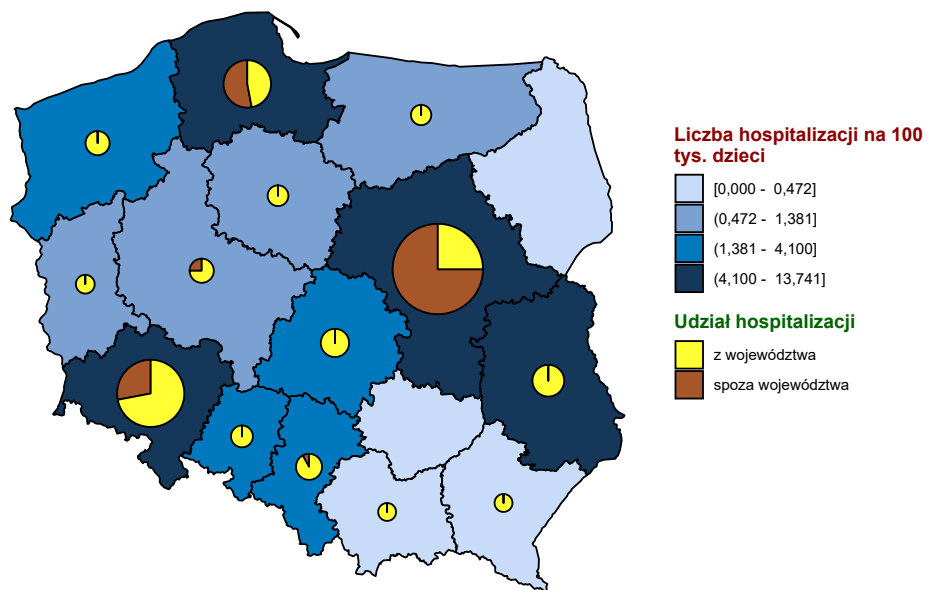 Liczba hospitalizacji na 100
tys. dzieci
[0,000 - 0,472]
(0,472 - 1,381]
(1,381 - 4,100]
(4,100 - 13,741]
Udział hospitalizacji
z województwa
spoza województwa